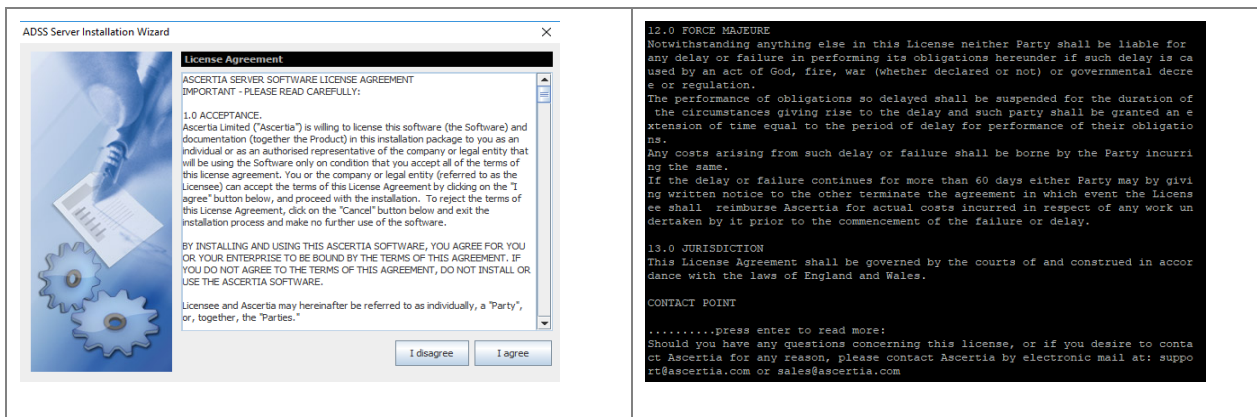 ADSS Server Installation Wizard
License Agreement
ASCERTIA SERVER SOFTWARE LICENSE AGREEMENT
IMPORTANT - PLEASE READ CAREFULLY:
1.0 ACCEPTANCE.
Ascertia Limited ("Ascertia") is willing to license this software (the Software) and
documentation (together the Product) in this installation package to you as an
individual or as an authorised representative of the company or legal entity that
will be using the Software only on condition that you accept all of the terms of
this license agreement. You or the company or legal entity (referred to as the
Licensee) can accept the terms of this License Agreement by clicking on the "I
agree" button below, and proceed with the installation. To reject the terms of
this License Agreement, click on the "Cancel" button below and exit the
installation process and make no further use of the software.
BY INSTALLING AND USING THIS ASCERTIA SOFTWARE, YOU AGREE FOR YOU
OR YOUR ENTERPRISE TO BE BOUND BY THE TERMS OF THIS AGREEMENT. IF
YOU DO NOT AGREE TO THE TERMS OF THIS AGREEMENT, DO NOT INSTALL OR
USE THE ASCERTIA SOFTWARE.
Licensee and Ascertia may hereinafter be referred to as individually, a "Party",
or, together, the "Parties."
I disagree
I agree
12.0 FORCE MAJEURE
Notwithstanding anything else in this License neither Party shall be liable for
any delay or failure in performing its obligations hereunder if such delay is ca
used by an act of God, fire, war (whether declared or not) or governmental decre
e or regulation.
The performance of obligations so delayed shall be suspended for the duration of
the circumstances giving rise to the delay and such party shall be granted an e
xtension of time equal to the period of delay for performance of their obligatio
ns.
Any costs arising from such delay or failure shall be borne by the Party incurri
ng the same.
If the delay or failure continues for more than 60 days either Party may by givi
ng written notice to the other terminate the agreement in which event the Licens
ee shall  reimburse Ascertia for actual costs incurred in respect of any work un
dertaken by it prior to the commencement of the failure or delay.
13.0 JURISDICTION
This License Agreement shall be governed by the courts of and construed in accor
dance with the laws of England and Wales.
CONTACT POINT
..........press enter to read more:
Should you have any questions concerning this license, or if you desire to conta
ct Ascertia for any reason, please contact Ascertia by electronic mail at: suppo
rt@ascertia.com or sales@ascertia.com